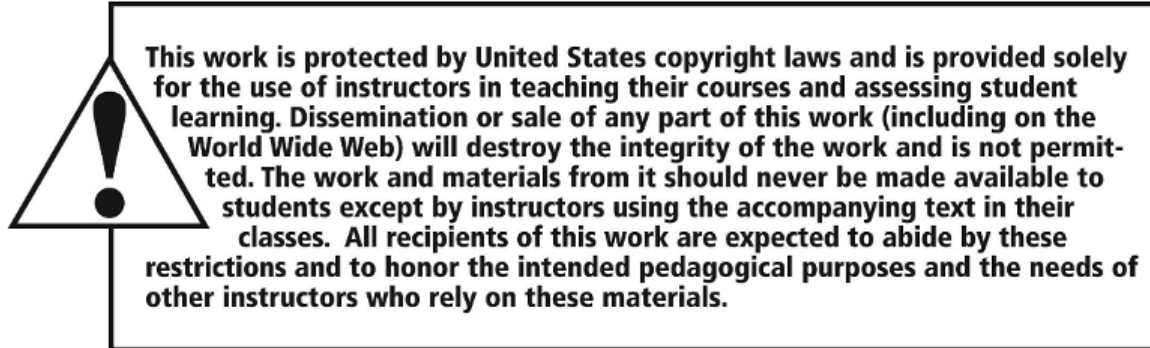 This work is protected by United States copyright laws and is provided solely
for the use of instructors in teaching their courses and assessing student
learning. Dissemination or sale of any part of this work (including on the
World Wide Web) will destroy the integrity of the work and is not permit-
ted. The work and materials from it should never be made available to
students except by instructors using the accompanying text in their
classes. All recipients of this work are expected to abide by these
restrictions and to honor the intended pedagogical purposes and the needs of
other instructors who rely on these materials.